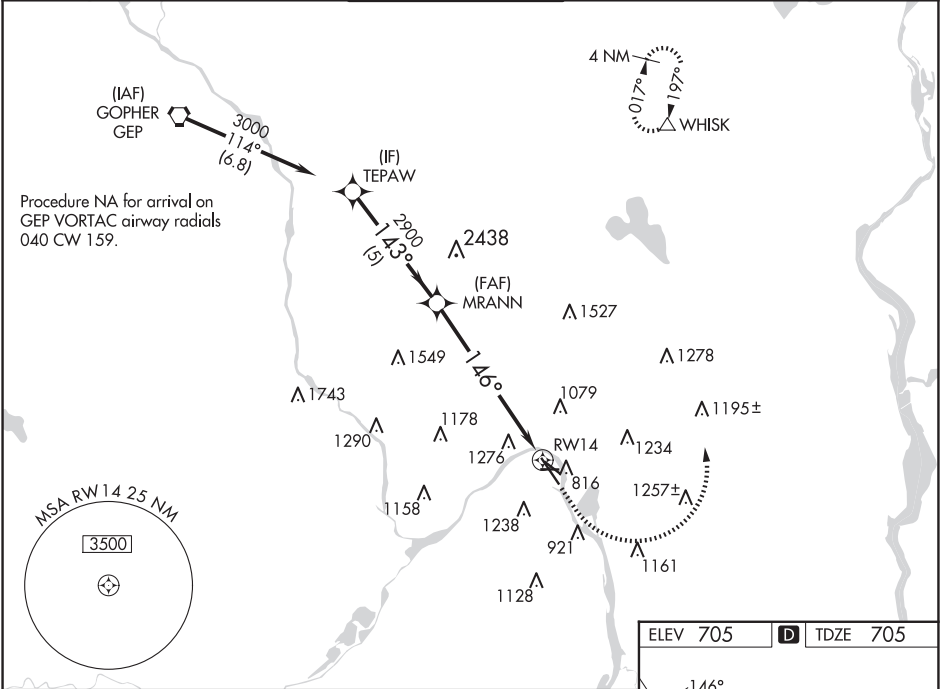 4 NM
017°
197°
WHISK
(IAF)
GOPHER
GEP
3000
114°
(6.8)
(IF)
TEPAW
Procedure NA for arrival on
GEP VORTAC airway radials
040 CW 159.
2900
143°
(5)
2438
(FAF)
MRANN
1527
1549
1278
146°
1743
1079
1195±
1290
1178
1276
RW14
1234
816
1158
1257±
1238
921
1161
1128
MSA RW14 25 NM
3500
ELEV 705 D TDZE 705
146°